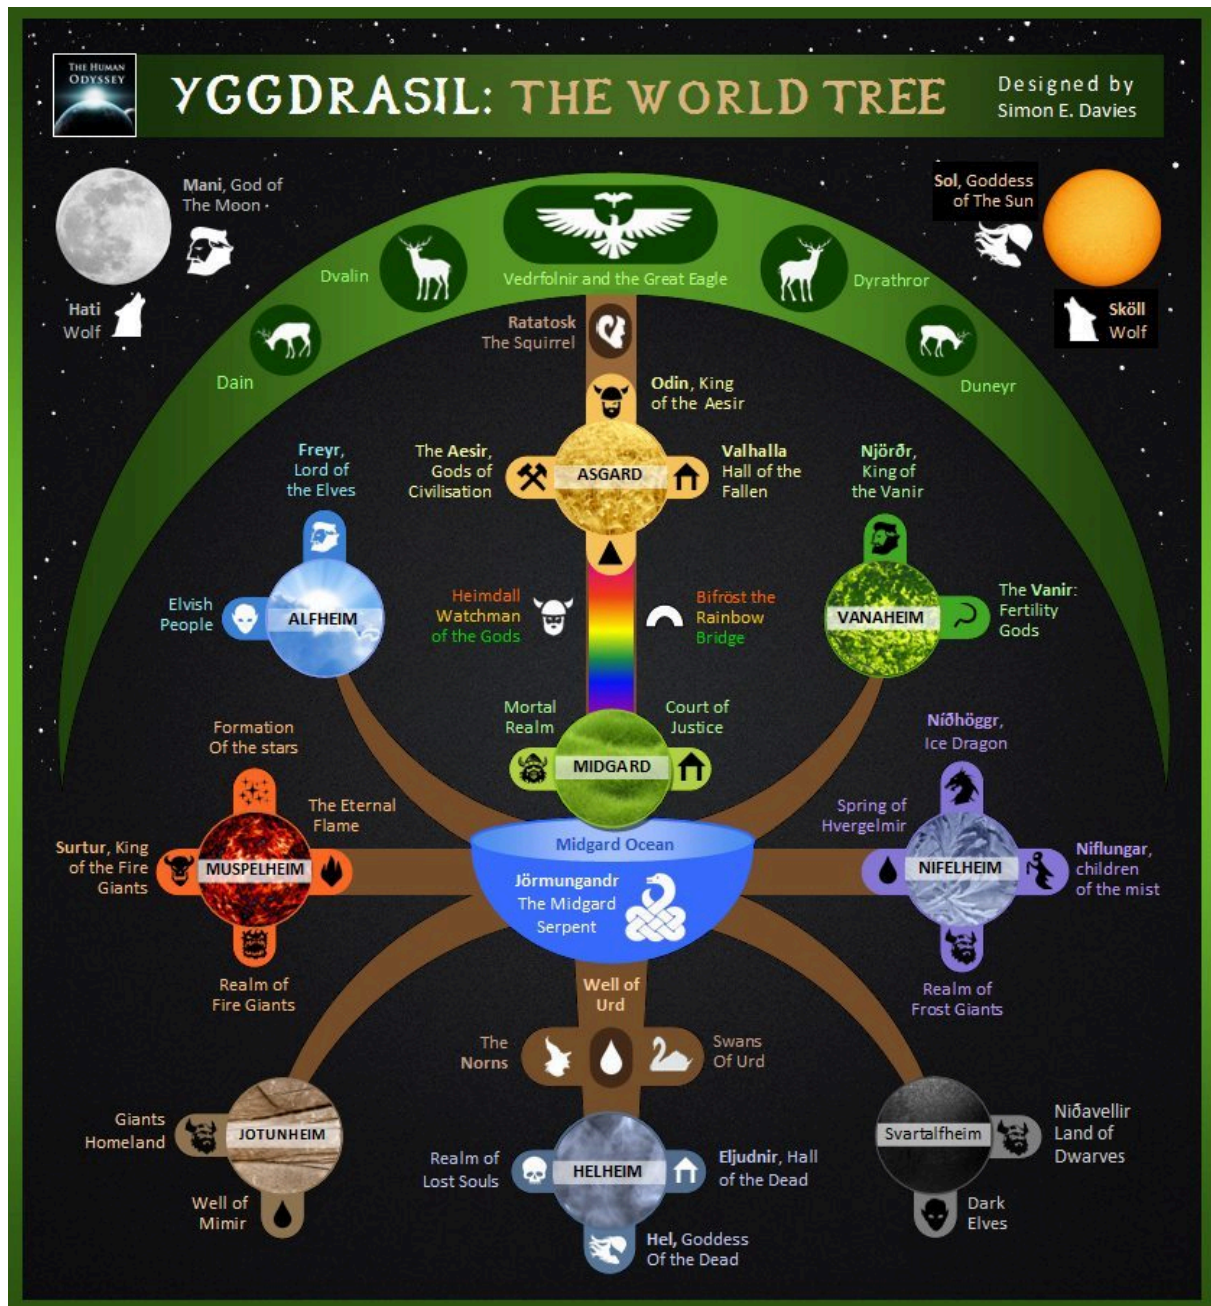 THE HUMAN
ODYSSEY
YGGDRASIL: THE WORLD TREE
Designed by
Simon E. Davies
Mani, God of
The Moon
Hati
Wolf
Sol, Goddess
of The Sun
Sköll
Wolf
Dvalin
Dain
Vedrfolnir and the Great Eagle
Dyrathror
Duneyr
Ratatosk
The Squirrel
Odin, King
of the Aesir
The Aesir,
Gods of
Civilisation
ASGARD
Valhalla
Hall of the
Fallen
Freyr,
Lord of
the Elves
Elvish
People
ALFHEIM
Njörðr,
King of
the Vanir
VANAHEIM
The Vanir:
Fertility
Gods
Heimdall
Watchman
of the Gods
Bifröst the
Rainbow
Bridge
Mortal
Realm
Court of
Justice
MIDGARD
Formation
Of the stars
The Eternal
Flame
Surtur, King
of the Fire
Giants
MUSPELHEIM
Realm of
Fire Giants
Midgard Ocean
Jörmungandr
The Midgard
Serpent
Níðhöggr,
Ice Dragon
Spring of
Hvergelmir
NIFELHEIM
Niflungar,
children
of the mist
Realm of
Frost Giants
Well of
Urd
The
Norns
Swans
Of Urd
Giants
Homeland
JOTUNHEIM
Well of
Mimir
Realm of
Lost Souls
HELHEIM
Eljudnir, Hall
of the Dead
Hel, Goddess
Of the Dead
Svartalfheim
Niðavellir
Land of
Dwarves
Dark
Elves